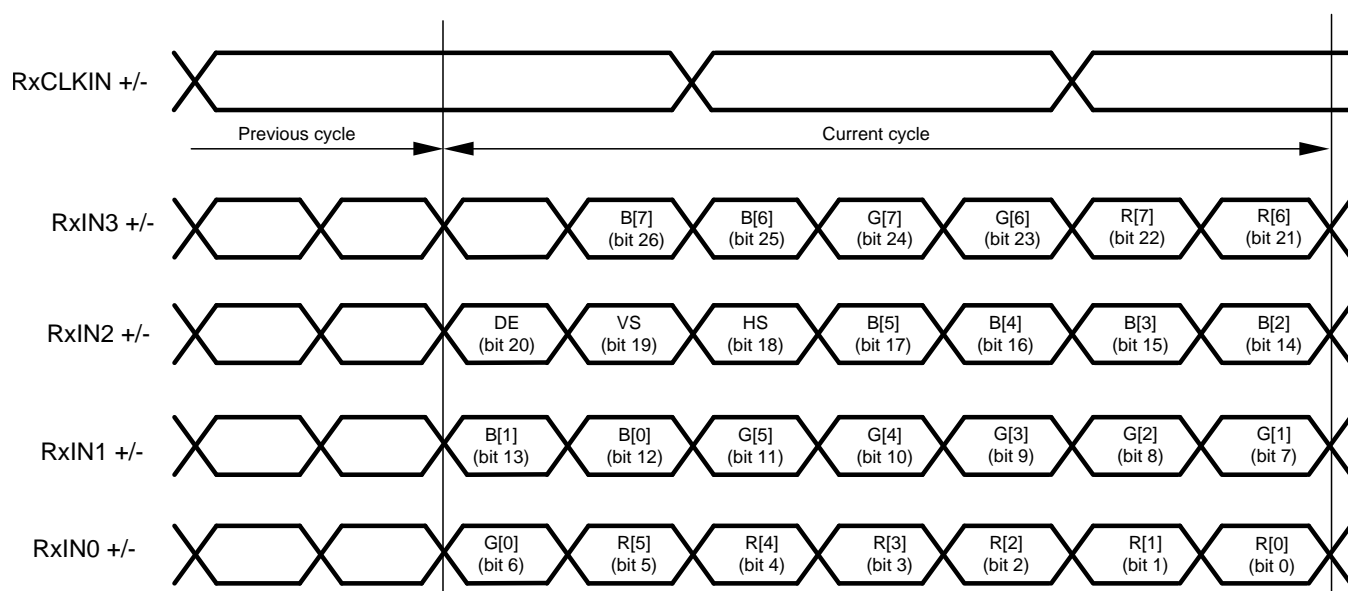 RxCLKIN +/-
Previous cycle
Current cycle
RxIN3 +/-
B[7]
(bit 26)
B[6]
(bit 25)
G[7]
(bit 24)
G[6]
(bit 23)
R[7]
(bit 22)
R[6]
(bit 21)
RxIN2 +/-
DE
(bit 20)
VS
(bit 19)
HS
(bit 18)
B[5]
(bit 17)
B[4]
(bit 16)
B[3]
(bit 15)
B[2]
(bit 14)
RxIN1 +/-
B[1]
(bit 13)
B[0]
(bit 12)
G[5]
(bit 11)
G[4]
(bit 10)
G[3]
(bit 9)
G[2]
(bit 8)
G[1]
(bit 7)
RxIN0 +/-
G[0]
(bit 6)
R[5]
(bit 5)
R[4]
(bit 4)
R[3]
(bit 3)
R[2]
(bit 2)
R[1]
(bit 1)
R[0]
(bit 0)